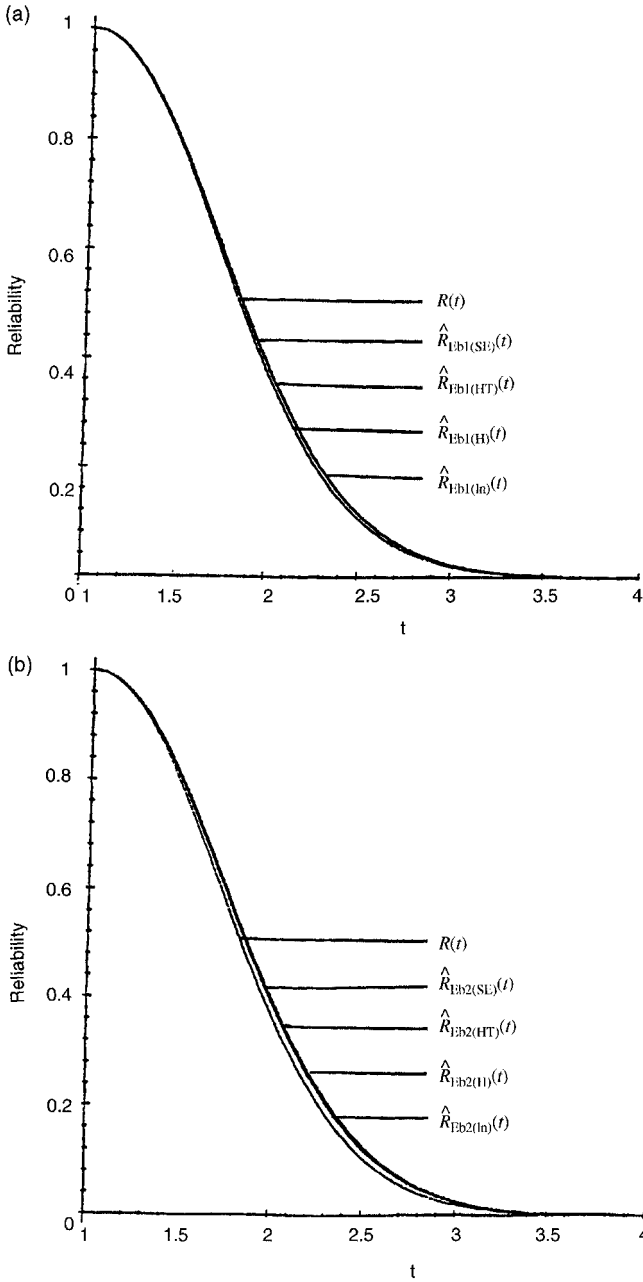 (a)
1
0.8
0.6
0.4
0.2
0 1 1.5 2 2.5 3 3.5 4
Reliability
t
R(t)
R̂Eb1(SE)(t)
R̂Eb1(HT)(t)
R̂Eb1(H)(t)
R̂Eb1(ln)(t)
(b)
1
0.8
0.6
0.4
0.2
0
1 1.5 2 2.5 3 3.5 4
Reliability
t
R(t)
R̂Eb2(SE)(t)
R̂Eb2(HT)(t)
R̂Eb2(H)(t)
R̂Eb2(ln)(t)